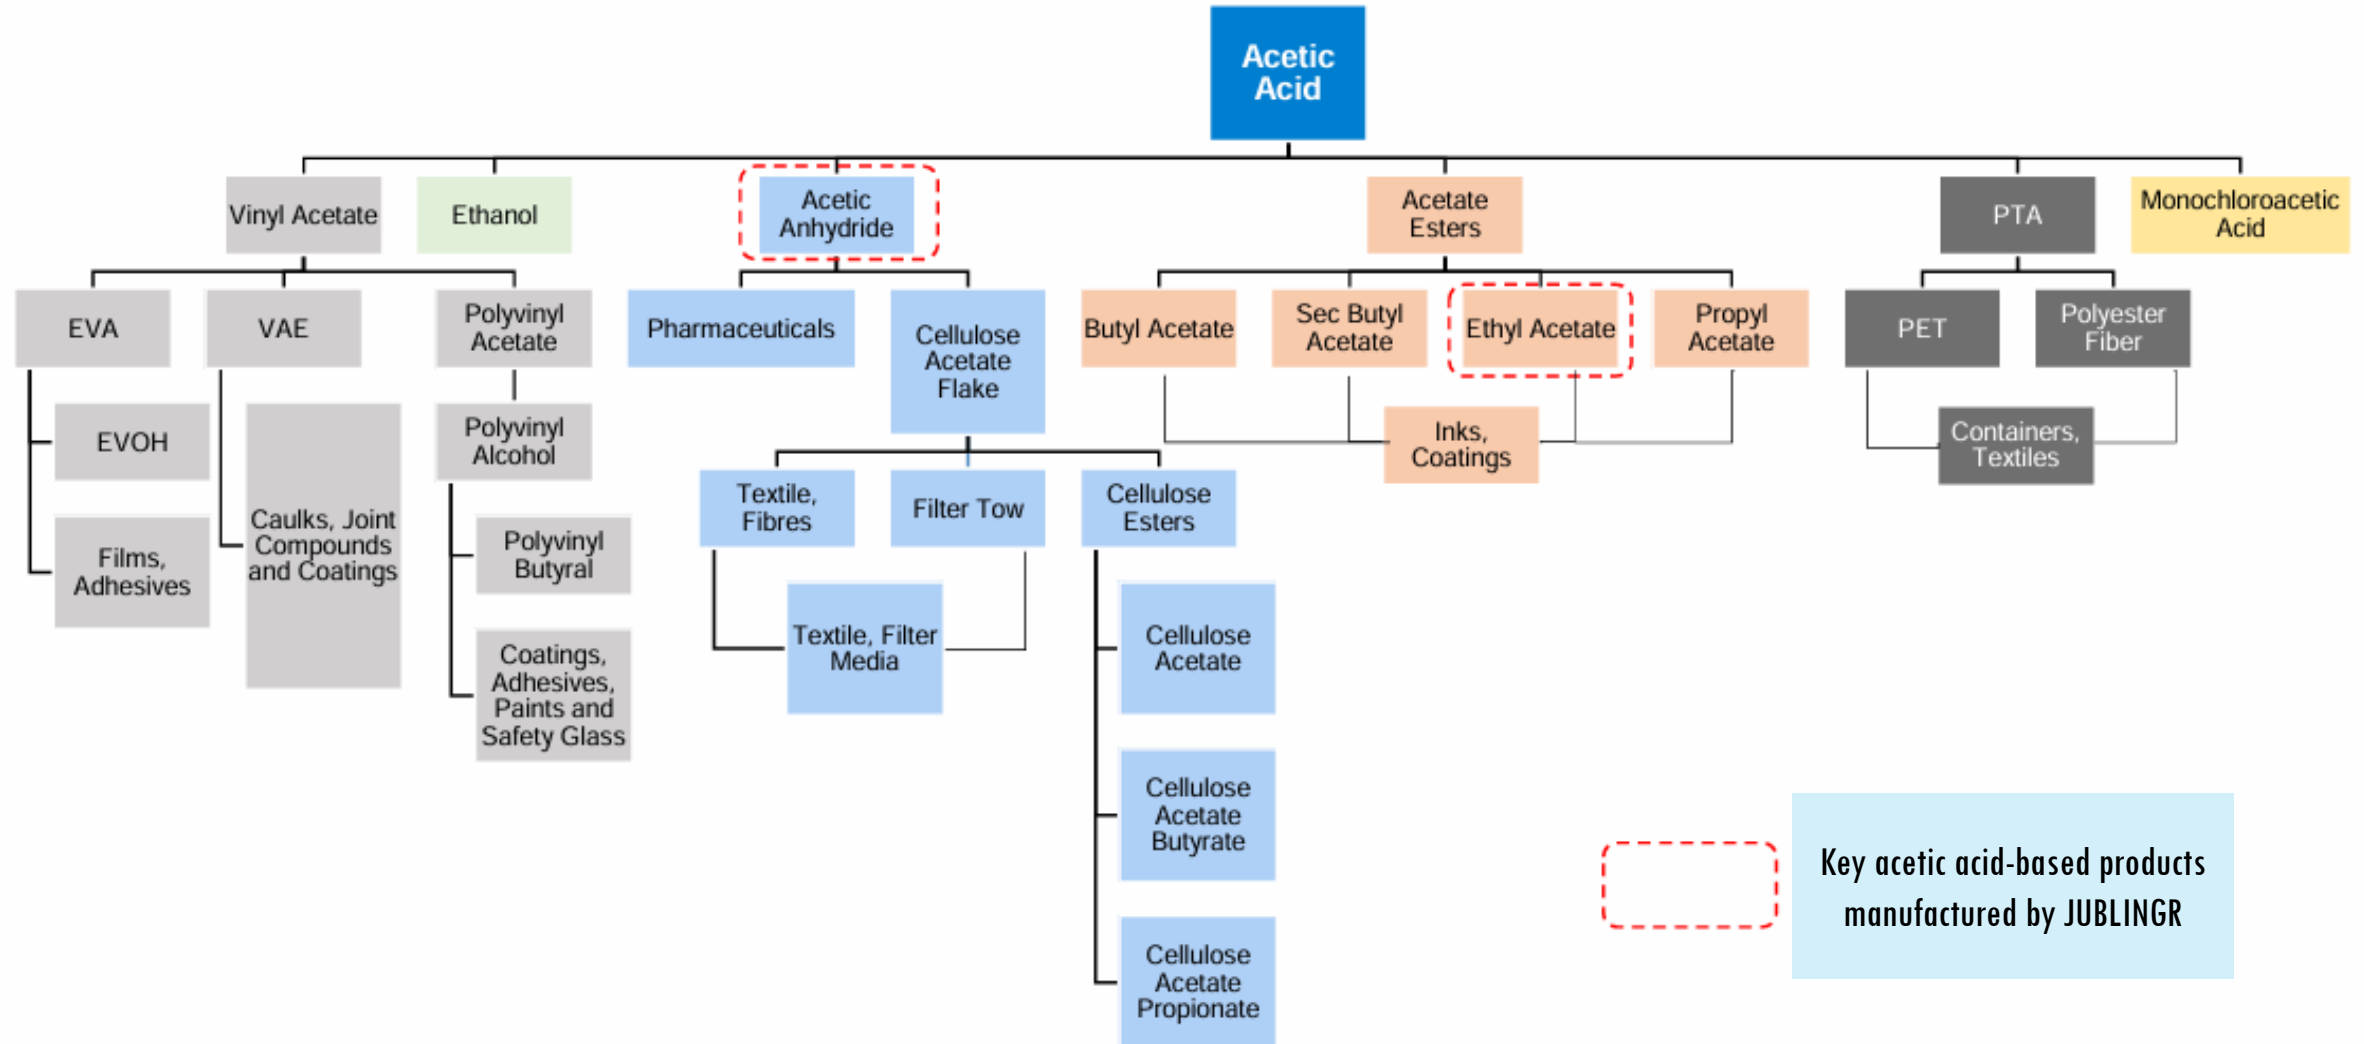 Acetic
Acid
Vinyl Acetate
Ethanol
Acetic
Anhydride
Acetate
Esters
PTA
Monochloroacetic
Acid
EVA
VAE
Polyvinyl
Acetate
Pharmaceuticals
Cellulose
Acetate
Flake
Butyl Acetate
Sec Butyl
Acetate
Ethyl Acetate
Propyl
Acetate
PET
Polyester
Fiber
EVOH
Films,
Adhesives
Caulks, Joint
Compounds
and Coatings
Polyvinyl
Alcohol
Polyvinyl
Butyral
Coatings,
Adhesives,
Paints and
Safety Glass
Textile,
Fibres
Filter Tow
Cellulose
Esters
Textile, Filter
Media
Cellulose
Acetate
Cellulose
Acetate
Butyrate
Cellulose
Acetate
Propionate
Inks,
Coatings
Containers,
Textiles
Key acetic acid-based products
manufactured by JUBLINGR